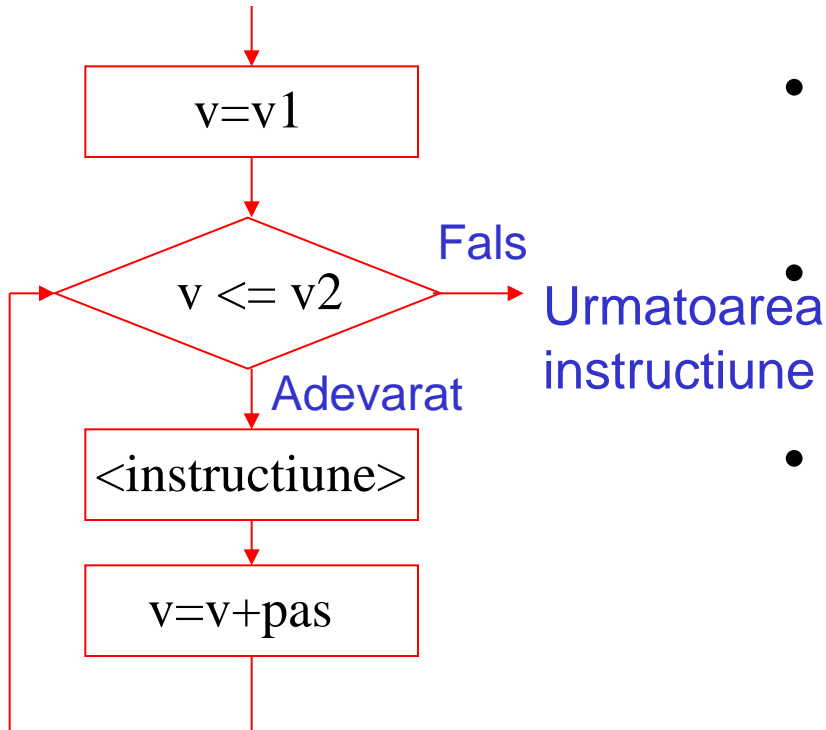 v=v1
Fals
v <= v2
Urmatoarea
instructiune
Adevarat
<instructiune>
v=v+pas